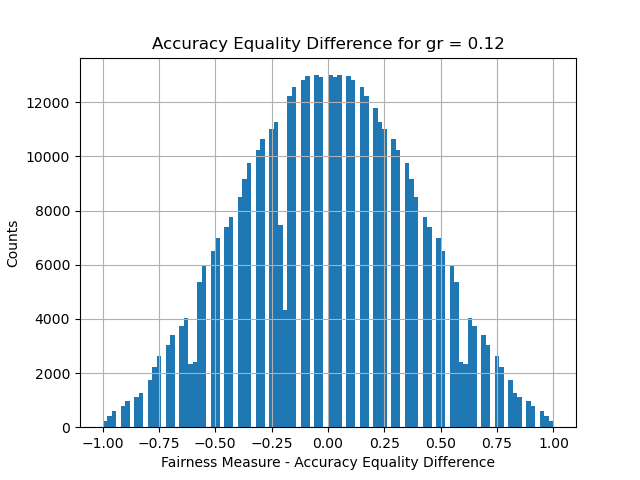 Accuracy Equality Difference for gr = 0.12
Counts
12000
10000
8000
6000
4000
2000
0
−1.00 −0.75 −0.50 −0.25 0.00 0.25 0.50 0.75 1.00
Fairness Measure - Accuracy Equality Difference